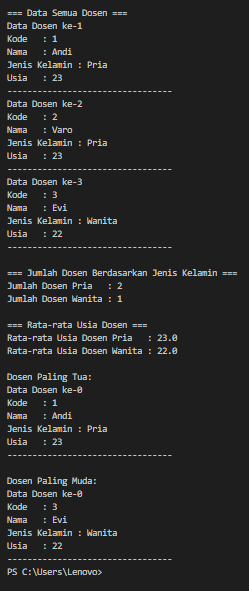 === Data Semua Dosen ===
Data Dosen ke-1
Kode   : 1
Nama   : Andi
Jenis Kelamin : Pria
Usia   : 23
---------------------------------
Data Dosen ke-2
Kode   : 2
Nama   : Varo
Jenis Kelamin : Pria
Usia   : 23
---------------------------------
Data Dosen ke-3
Kode   : 3
Nama   : Evi
Jenis Kelamin : Wanita
Usia   : 22
---------------------------------
=== Jumlah Dosen Berdasarkan Jenis Kelamin ===
Jumlah Dosen Pria   : 2
Jumlah Dosen Wanita : 1
=== Rata-rata Usia Dosen ===
Rata-rata Usia Dosen Pria   : 23.0
Rata-rata Usia Dosen Wanita : 22.0
Dosen Paling Tua:
Data Dosen ke-0
Kode   : 1
Nama   : Andi
Jenis Kelamin : Pria
Usia   : 23
---------------------------------
Dosen Paling Muda:
Data Dosen ke-0
Kode   : 3
Nama   : Evi
Jenis Kelamin : Wanita
Usia   : 22
---------------------------------
PS C:\Users\Lenovo>